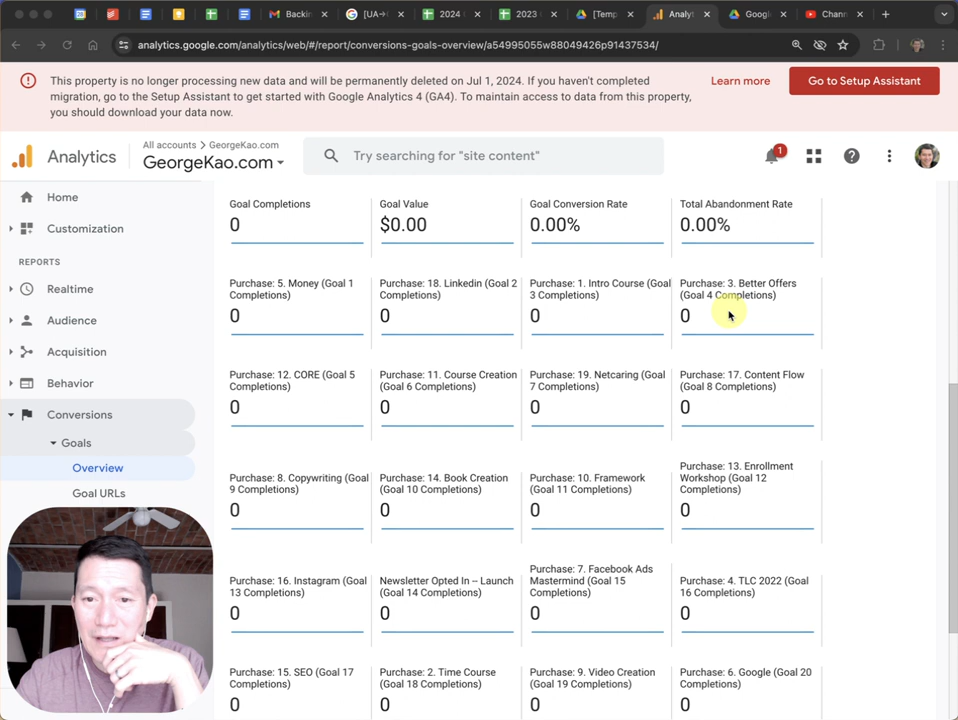 Backin
[UA->G
2024 (
2023 C
[Temp
Analyt
Googl
Chann
analytics.google.com/analytics/web/#/report/conversions-goals-overview/a54995055w88049426p91437534/
This property is no longer processing new data and will be permanently deleted on Jul 1, 2024. If you haven't completed
migration, go to the Setup Assistant to get started with Google Analytics 4 (GA4). To maintain access to data from this property,
you should download your data now.
Learn more
Go to Setup Assistant
Analytics
All accounts > GeorgeKao.com
GeorgeKao.com
Try searching for "site content"
1
Home
Customization
REPORTS
Realtime
Audience
Acquisition
Behavior
Conversions
Goals
Overview
Goal URLs
Goal Completions
0
Goal Value
$0.00
Goal Conversion Rate
0.00%
Total Abandonment Rate
0.00%
Purchase: 5. Money (Goal 1
Completions)
0
Purchase: 18. Linkedin (Goal 2
Completions)
0
Purchase: 1. Intro Course (Goal
3 Completions)
0
Purchase: 3. Better Offers
(Goal 4 Completions)
0
Purchase: 12. CORE (Goal 5
Completions)
0
Purchase: 11. Course Creation
(Goal 6 Completions)
0
Purchase: 19. Netcaring (Goal
7 Completions)
0
Purchase: 17. Content Flow
(Goal 8 Completions)
0
Purchase: 8. Copywriting (Goal
9 Completions)
0
Purchase: 14. Book Creation
(Goal 10 Completions)
0
Purchase: 10. Framework
(Goal 11 Completions)
0
Purchase: 13. Enrollment
Workshop (Goal 12
Completions)
0
Purchase: 16. Instagram (Goal
13 Completions)
0
Newsletter Opted In -- Launch
(Goal 14 Completions)
0
Purchase: 7. Facebook Ads
Mastermind (Goal 15
Completions)
0
Purchase: 4. TLC 2022 (Goal
16 Completions)
0
Purchase: 15. SEO (Goal 17
Completions)
0
Purchase: 2. Time Course
(Goal 18 Completions)
0
Purchase: 9. Video Creation
(Goal 19 Completions)
0
Purchase: 6. Google (Goal 20
Completions)
0